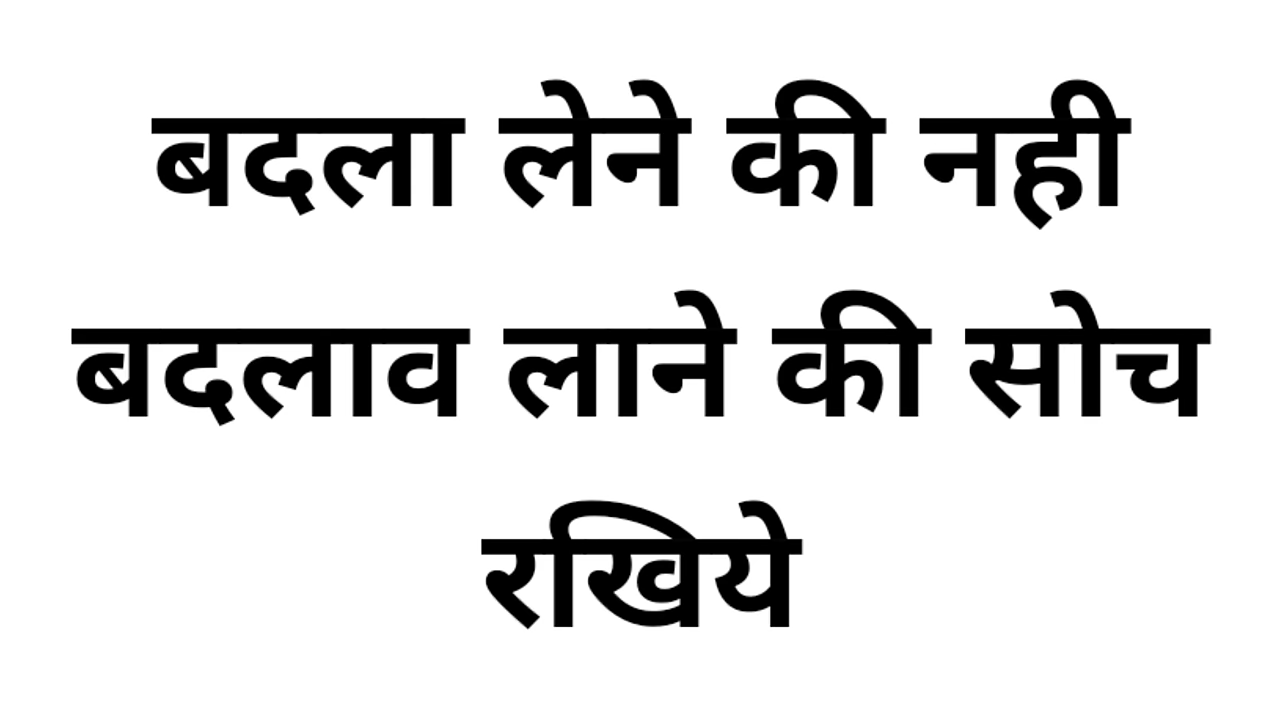 बदला लेने की नही
बदलाव लाने की सोच
रखिये